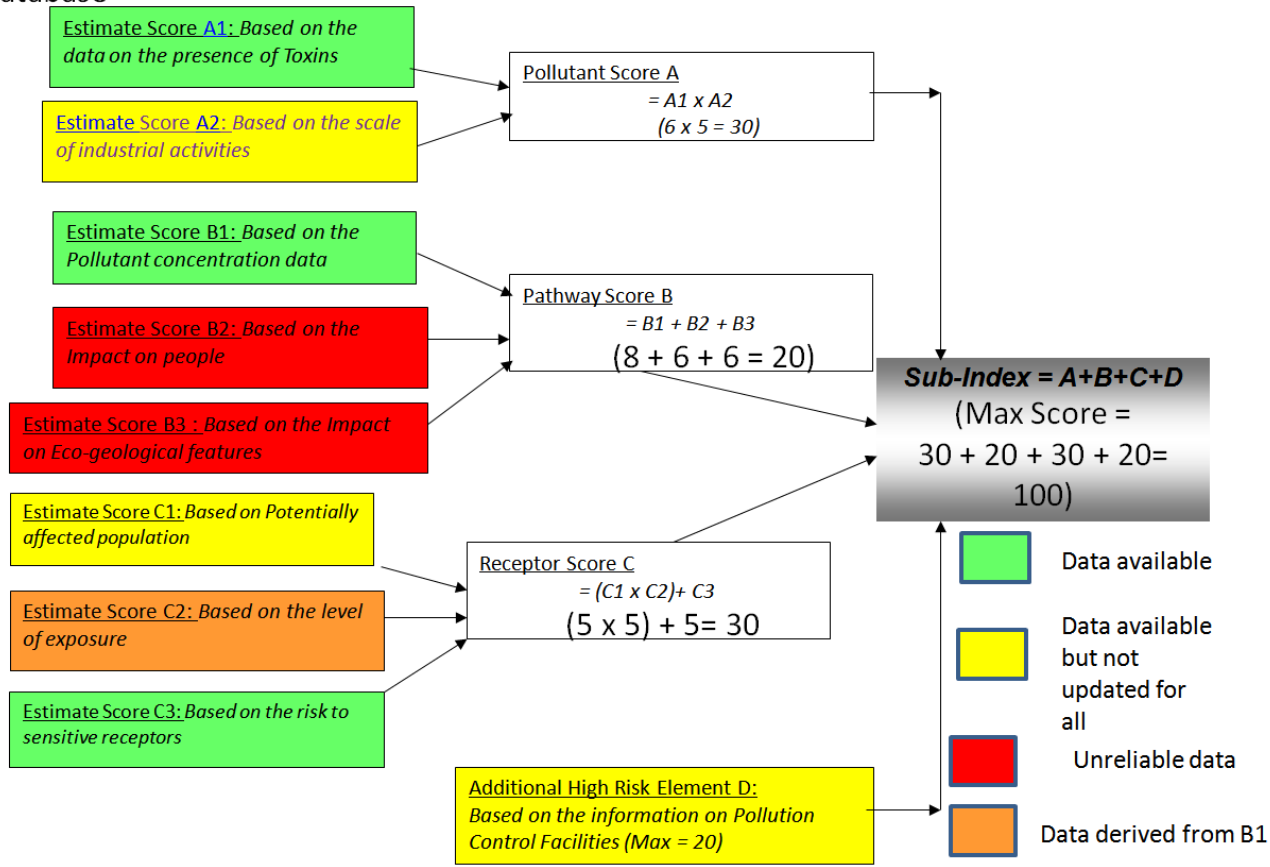 Estimate Score A1: Based on the
data on the presence of Toxins
Estimate Score A2: Based on the scale
of industrial activities
Pollutant Score A
= A1 x A2
(6 x 5 = 30)
Estimate Score B1: Based on the
Pollutant concentration data
Estimate Score B2: Based on the
Impact on people
Estimate Score B3 : Based on the Impact
on Eco-geological features
Pathway Score B
= B1 + B2 + B3
(8 + 6 + 6 = 20)
Sub-Index = A+B+C+D
(Max Score =
30 + 20 + 30 + 20=
100)
Estimate Score C1: Based on Potentially
affected population
Estimate Score C2: Based on the level
of exposure
Estimate Score C3: Based on the risk to
sensitive receptors
Receptor Score C
= (C1 x C2)+ C3
(5 x 5) + 5= 30
Additional High Risk Element D:
Based on the information on Pollution
Control Facilities (Max = 20)
Data available
Data available
but not
updated for
all
Unreliable data
Data derived from B1